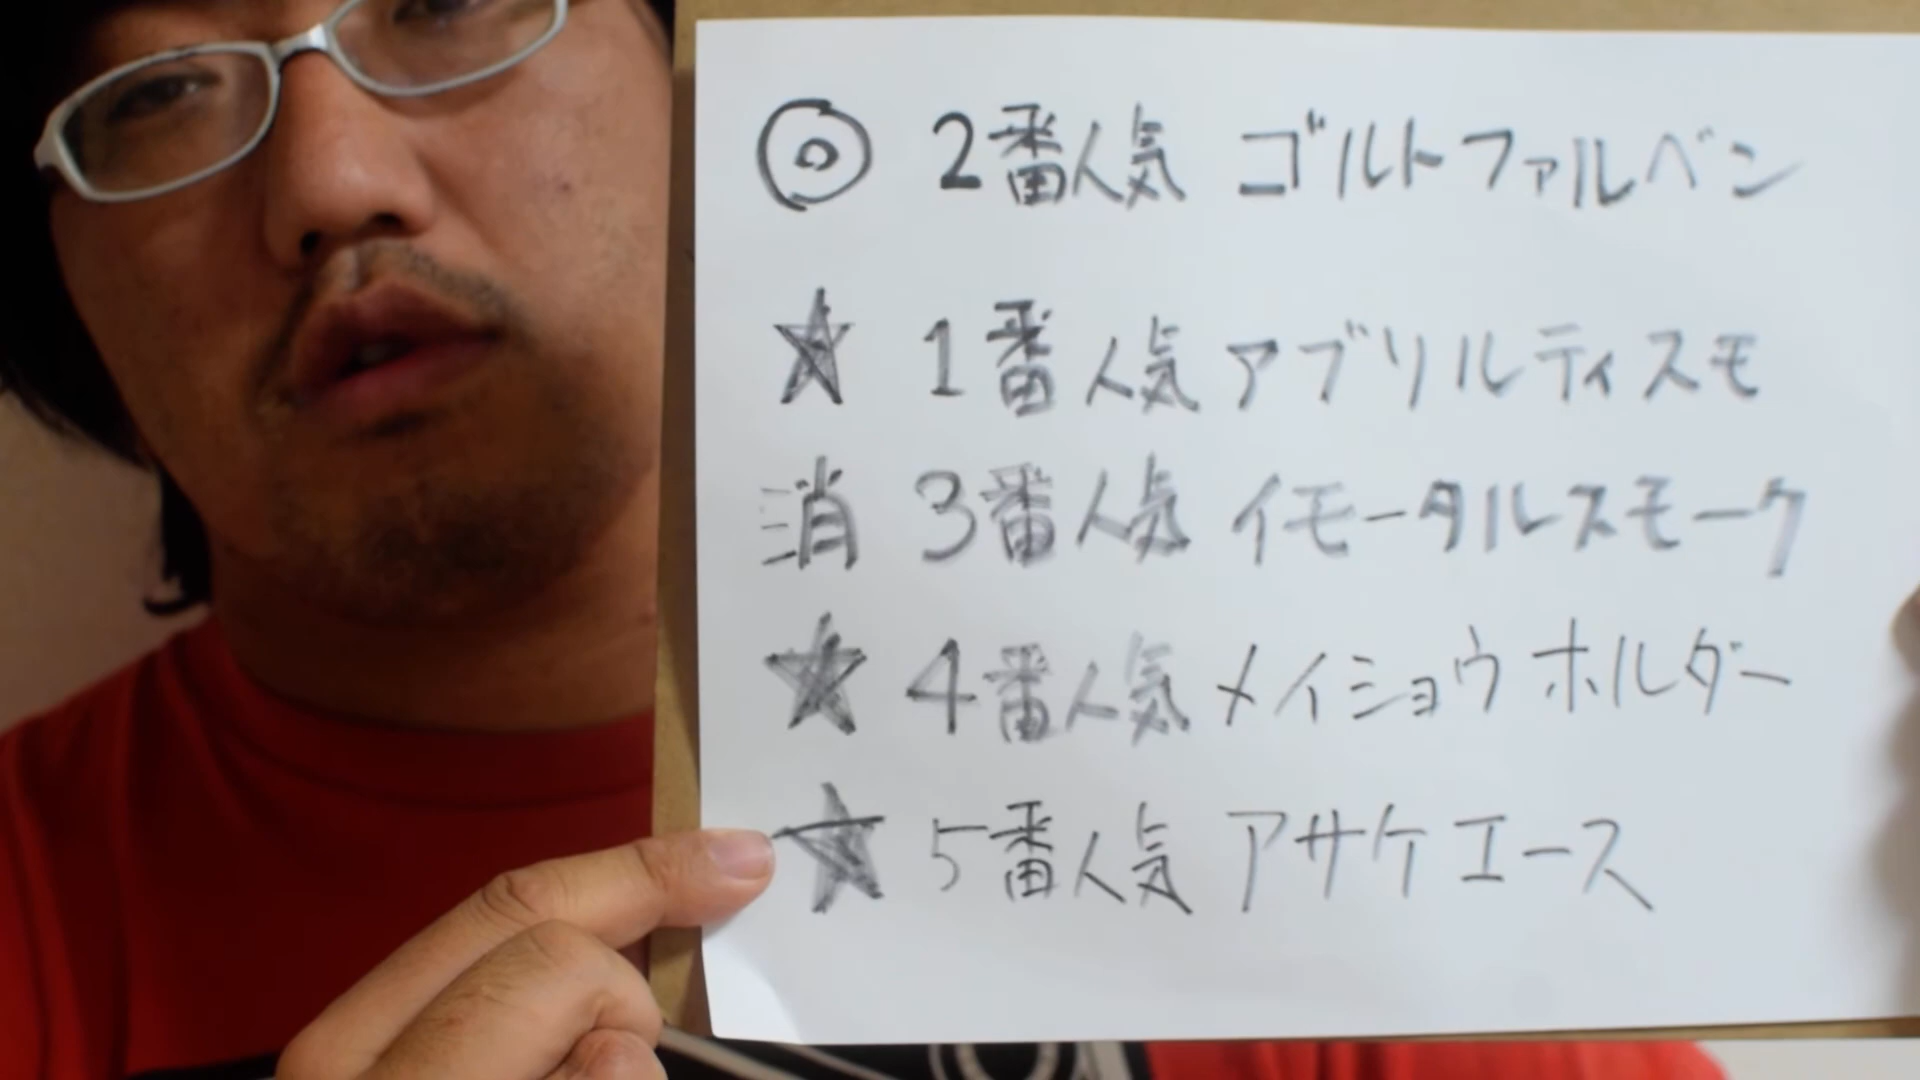 ◎ 2番人気 ゴルトファルベン
★ 1番人気 アブリルティスモ
消 3番人気 イモータルスモーク
★ 4番人気 メイショウホルダー
★ 5番人気 アサケエース